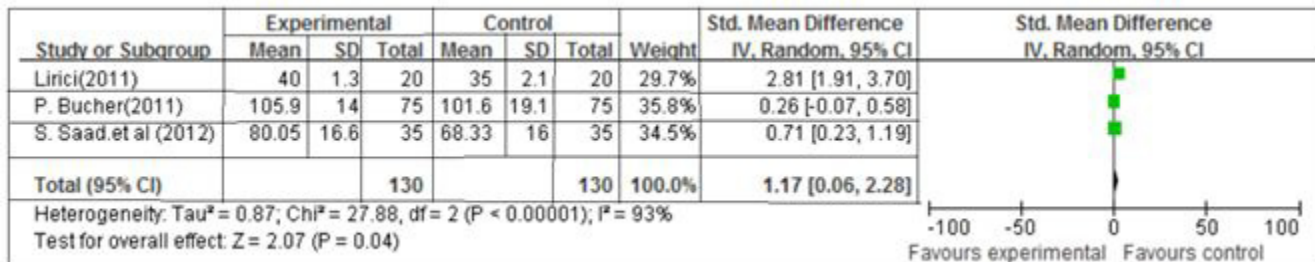 Experimental Control Std. Mean Difference Std. Mean Difference
Study or Subgroup Mean SD Total Mean SD Total Weight IV, Random, 95% CI IV, Random, 95% CI
Lirici(2011) 40 1.3 20 35 2.1 20 29.7% 2.81 [1.91, 3.70]
P. Bucher(2011) 105.9 14 75 101.6 19.1 75 35.8% 0.26 [-0.07, 0.58]
S. Saad.et al (2012) 80.05 16.6 35 68.33 16 35 34.5% 0.71 [0.23, 1.19]
Total (95% CI) 130 130 100.0% 1.17 [0.06, 2.28]
Heterogeneity: Tau² = 0.87; Chi² = 27.88, df = 2 (P < 0.00001); I² = 93%
Test for overall effect: Z = 2.07 (P = 0.04)
-100 -50 0 50 100
Favours experimental Favours control